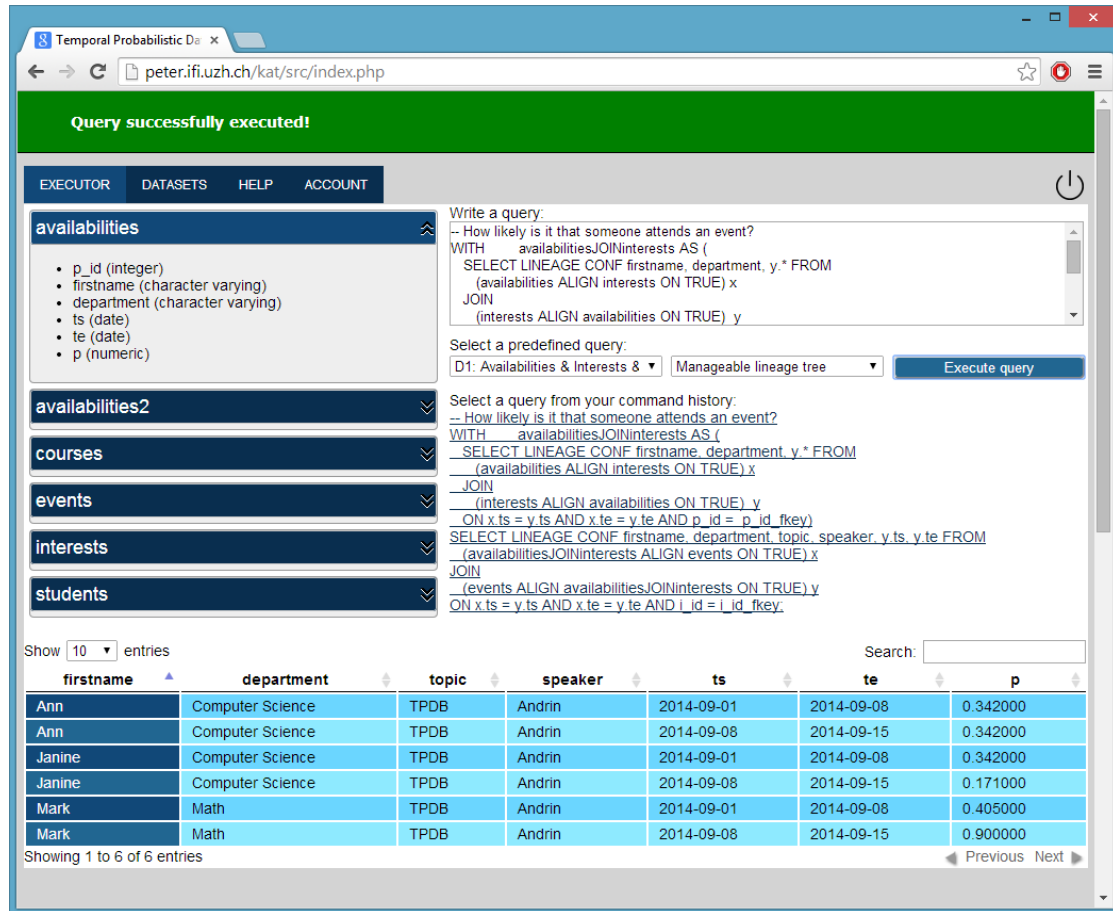 Temporal Probabilistic Da
peter.ifi.uzh.ch/kat/src/index.php
Query successfully executed!
EXECUTOR DATASETS HELP ACCOUNT
availabilities
• p_id (integer)
• firstname (character varying)
• department (character varying)
• ts (date)
• te (date)
• p (numeric)
availabilities2
courses
events
interests
students
Write a query:
-- How likely is it that someone attends an event?
WITH availabilitiesJOINinterests AS (
SELECT LINEAGE CONF firstname, department, y.* FROM
(availabilities ALIGN interests ON TRUE) x
JOIN
(interests ALIGN availabilities ON TRUE) y
Select a predefined query:
D1: Availabilities & Interests & Manageable lineage tree Execute query
Select a query from your command history:
-- How likely is it that someone attends an event?
WITH availabilitiesJOINinterests AS (
SELECT LINEAGE CONF firstname, department, y.* FROM
(availabilities ALIGN interests ON TRUE) x
JOIN
(interests ALIGN availabilities ON TRUE) y
ON x.ts = y.ts AND x.te = y.te AND p_id = p_id_fkey)
SELECT LINEAGE CONF firstname, department, topic, speaker, y.ts, y.te FROM
(availabilitiesJOINinterests ALIGN events ON TRUE) x
JOIN
(events ALIGN availabilitiesJOINinterests ON TRUE) y
ON x.ts = y.ts AND x.te = y.te AND i_id = i_id_fkey;
Show 10 entries Search:
firstname department topic speaker ts te p
Ann Computer Science TPDB Andrin 2014-09-01 2014-09-08 0.342000
Ann Computer Science TPDB Andrin 2014-09-08 2014-09-15 0.342000
Janine Computer Science TPDB Andrin 2014-09-01 2014-09-08 0.342000
Janine Computer Science TPDB Andrin 2014-09-08 2014-09-15 0.171000
Mark Math TPDB Andrin 2014-09-01 2014-09-08 0.405000
Mark Math TPDB Andrin 2014-09-08 2014-09-15 0.900000
Showing 1 to 6 of 6 entries Previous Next